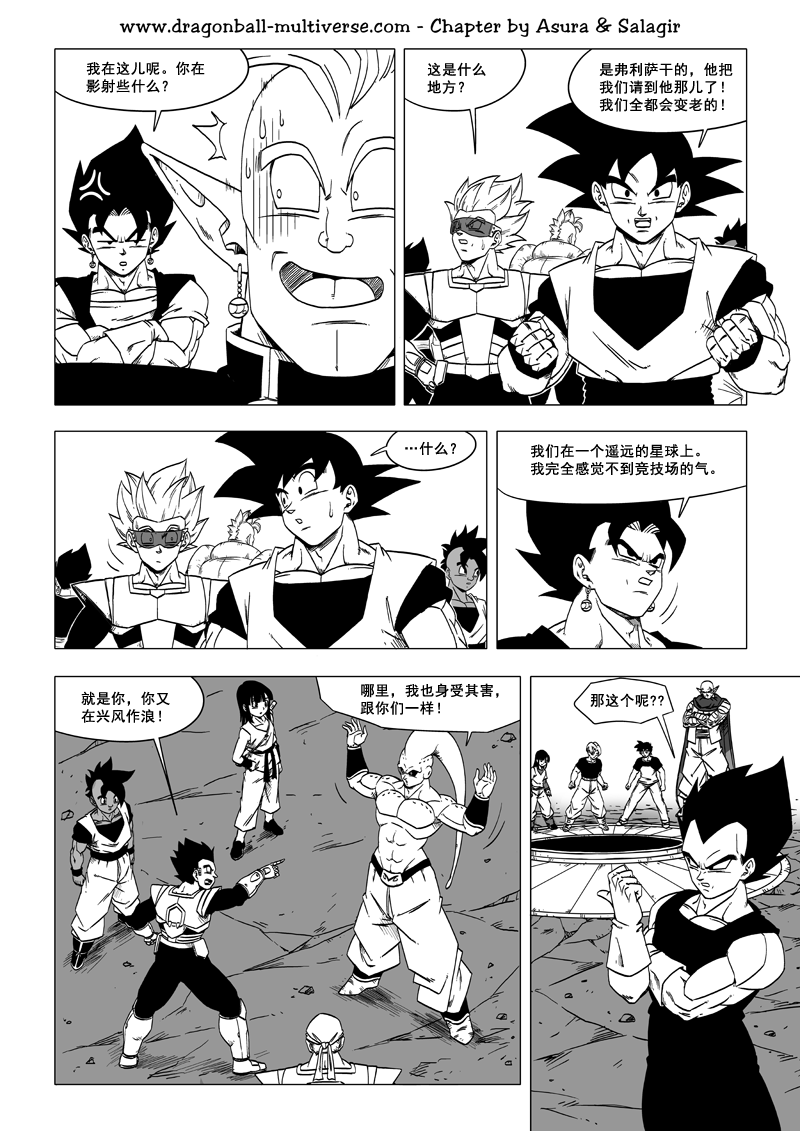 www.dragonball-multiverse.com - Chapter by Asura & Salagir
我在这儿呢。你在
影射些什么？
这是什么
地方？
是弗利萨干的，他把
我们请到他那儿了！
我们全都会变老的！
…什么？
我们在一个遥远的星球上。
我完全感觉不到竞技场的气。
就是你，你又
在兴风作浪！
哪里，我也身受其害，
跟你们一样！
那这个呢??